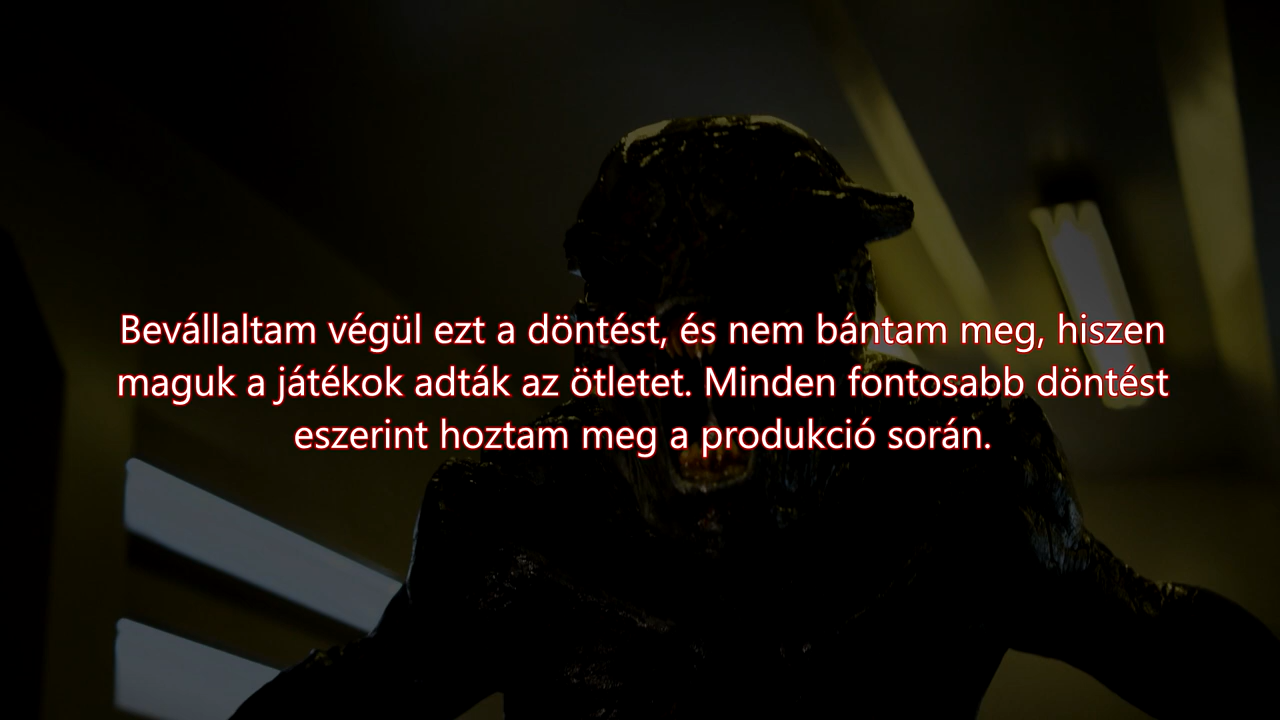 Bevállaltam végül ezt a döntést, és nem bántam meg, hiszen
maguk a játékok adták az ötletet. Minden fontosabb döntést
eszerint hoztam meg a produkció során.